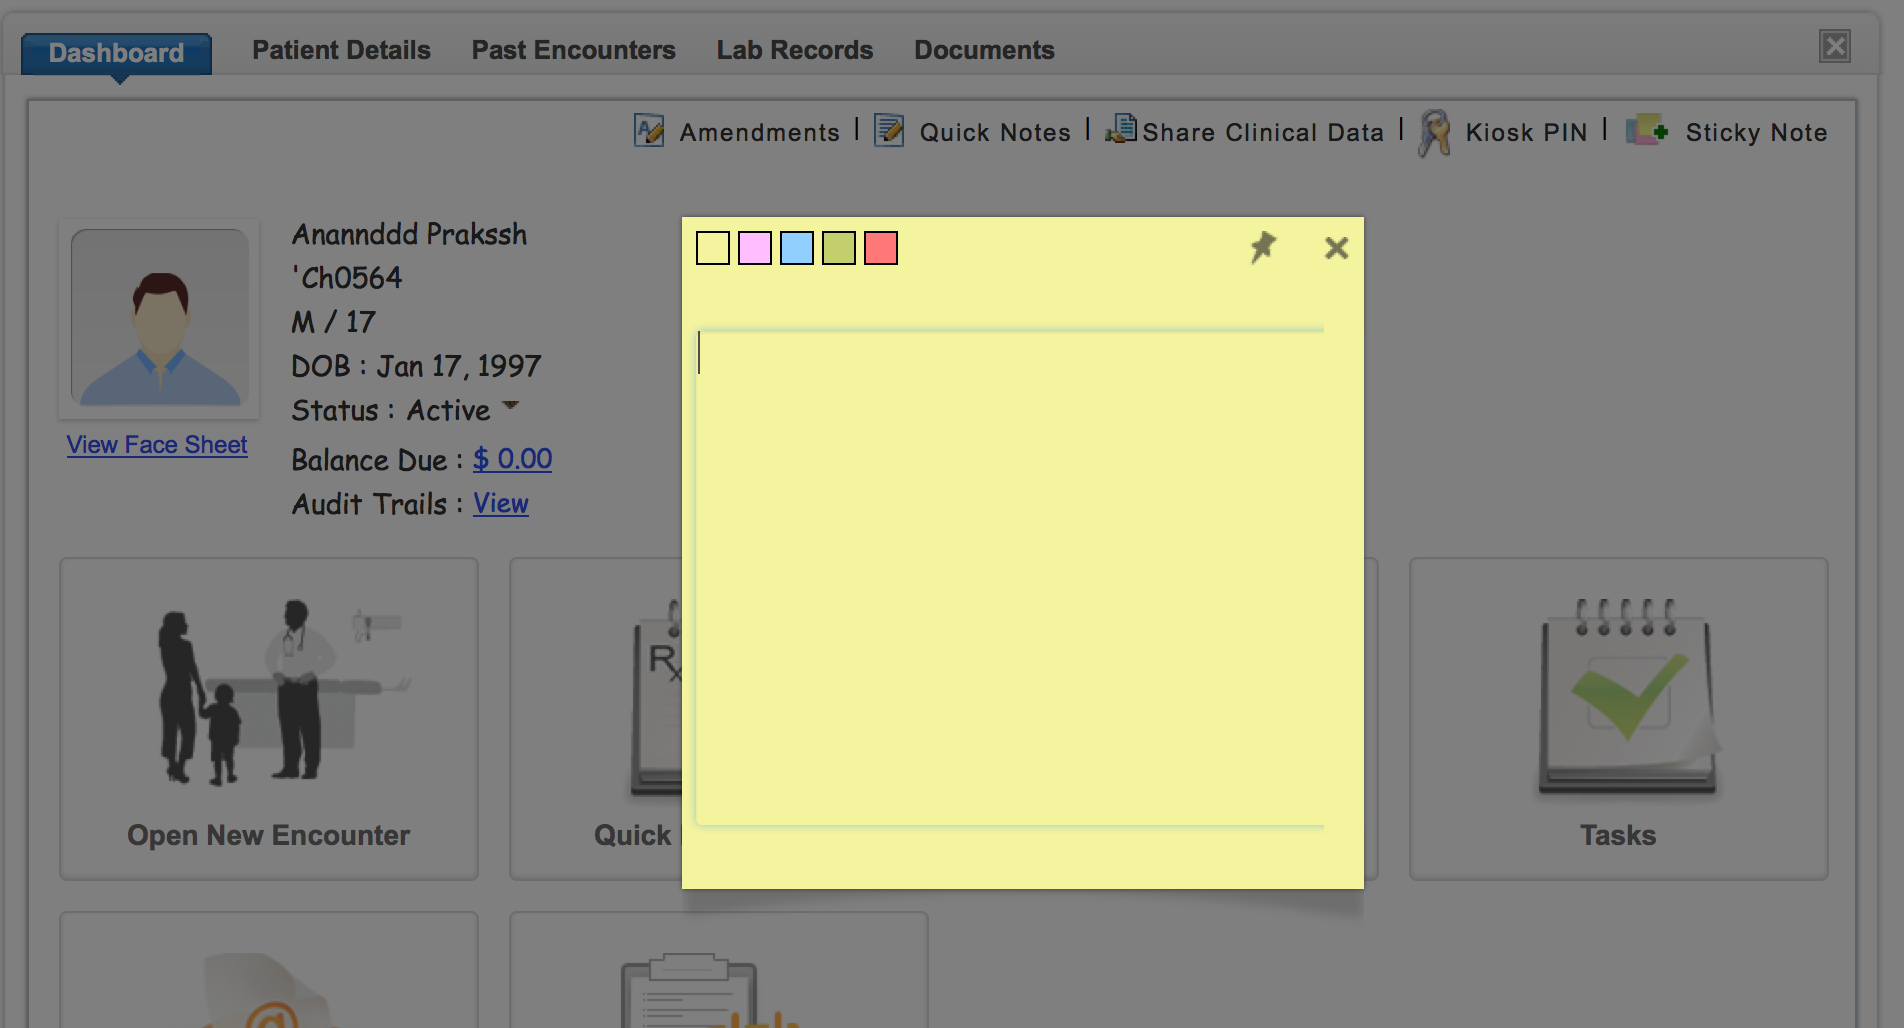 Dashboard Patient Details Past Encounters Lab Records Documents
Amendments | Quick Notes | Share Clinical Data | Kiosk PIN | Sticky Note
Anannddd Prakssh
'Ch0564
M / 17
DOB : Jan 17, 1997
Status : Active
View Face Sheet
Balance Due : $ 0.00
Audit Trails : View
Rx
Open New Encounter
Quick
Tasks
@